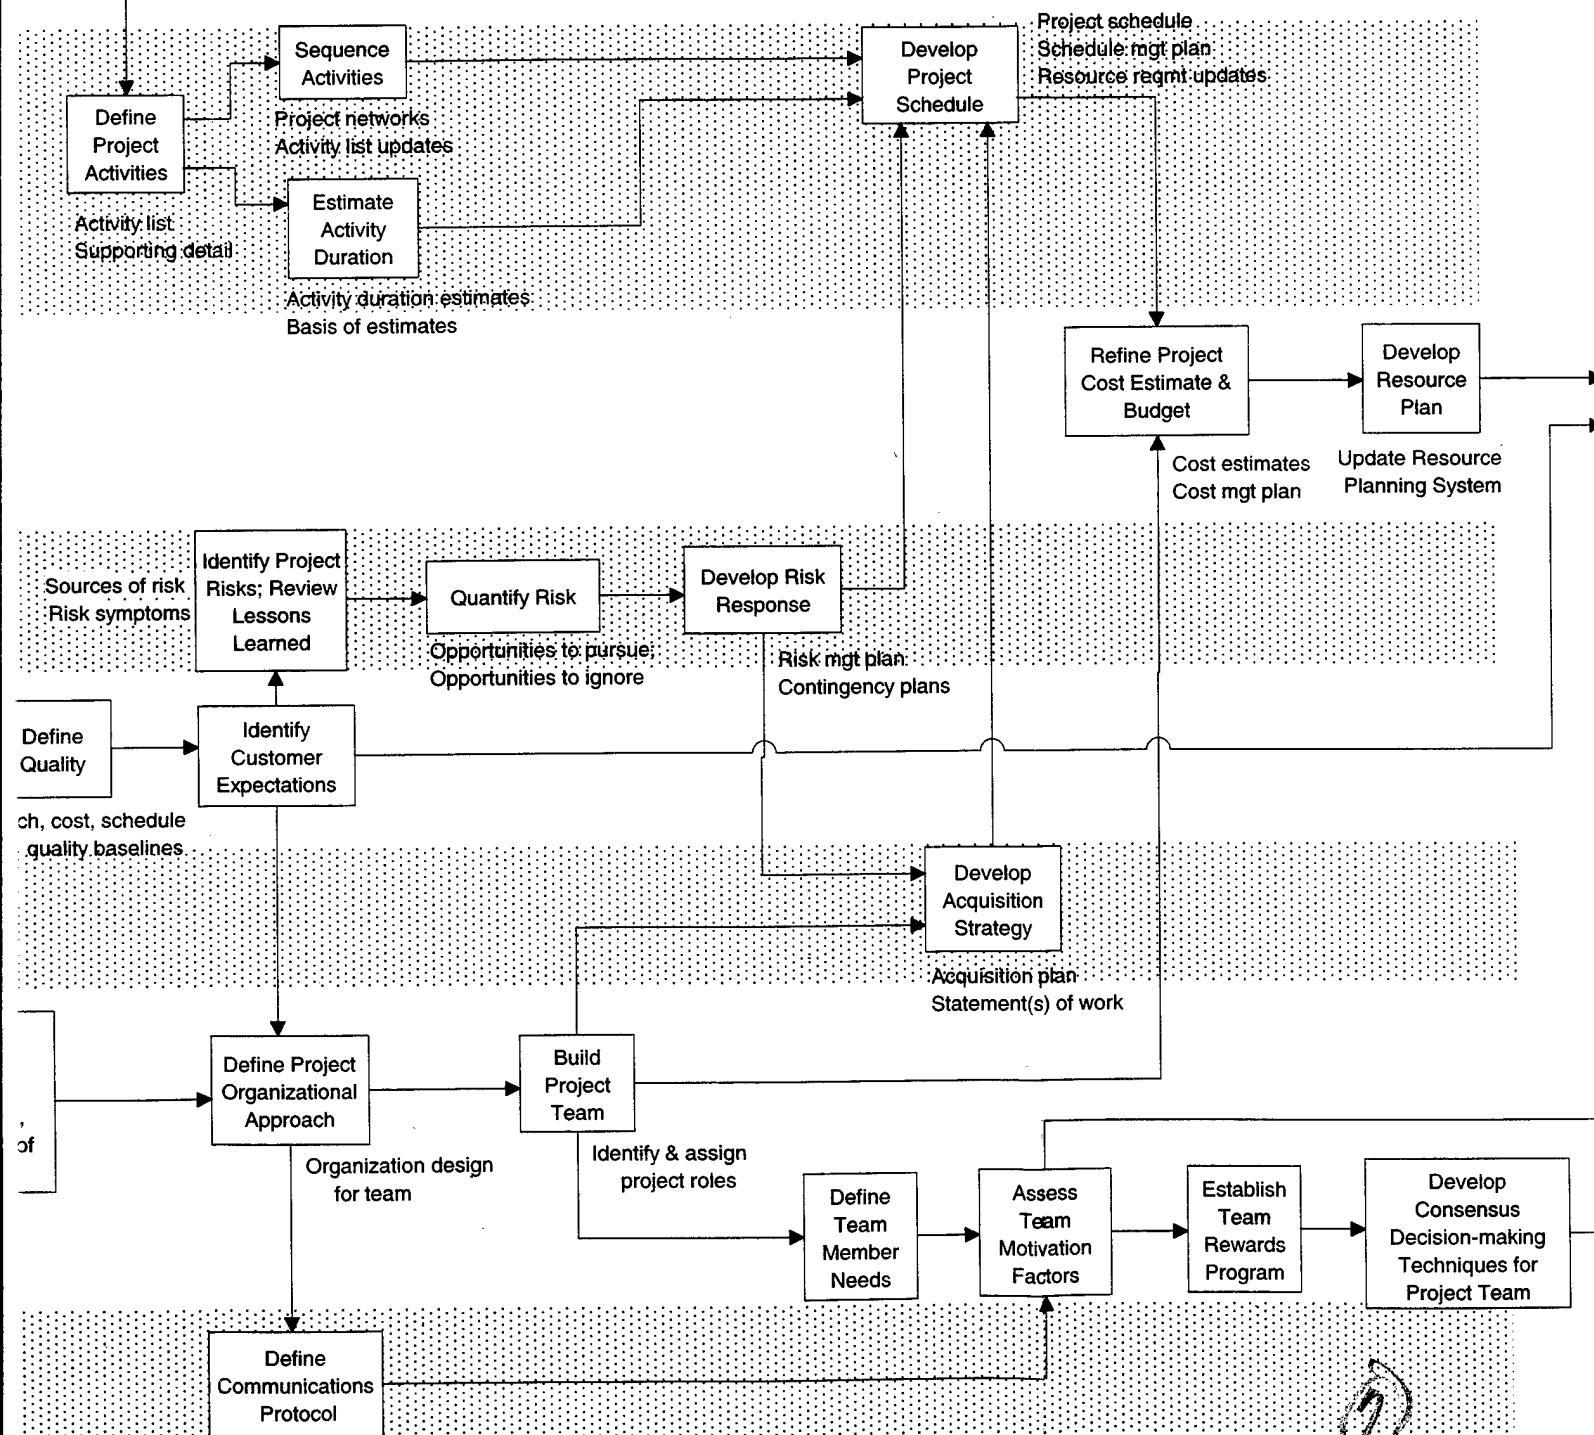 Project schedule
Schedule mgt plan
Resource reqmt updates
Sequence
Activities
Develop
Project
Schedule
Define
Project
Activities
Project networks
Activity list updates
Estimate
Activity
Duration
Activity list
Supporting detail
Activity duration estimates
Basis of estimates
Refine Project
Cost Estimate &
Budget
Develop
Resource
Plan
Cost estimates
Cost mgt plan
Update Resource
Planning System
Sources of risk
Risk symptoms
Identify Project
Risks; Review
Lessons
Learned
Quantify Risk
Develop Risk
Response
Opportunities to pursue;
Opportunities to ignore
Risk mgt plan
Contingency plans
Define
Quality
Identify
Customer
Expectations
ch, cost, schedule
quality baselines
Develop
Acquisition
Strategy
Acquisition plan
Statement(s) of work
,
of
Define Project
Organizational
Approach
Build
Project
Team
Organization design
for team
Identify & assign
project roles
Define
Team
Member
Needs
Assess
Team
Motivation
Factors
Establish
Team
Rewards
Program
Develop
Consensus
Decision-making
Techniques for
Project Team
Define
Communications
Protocol